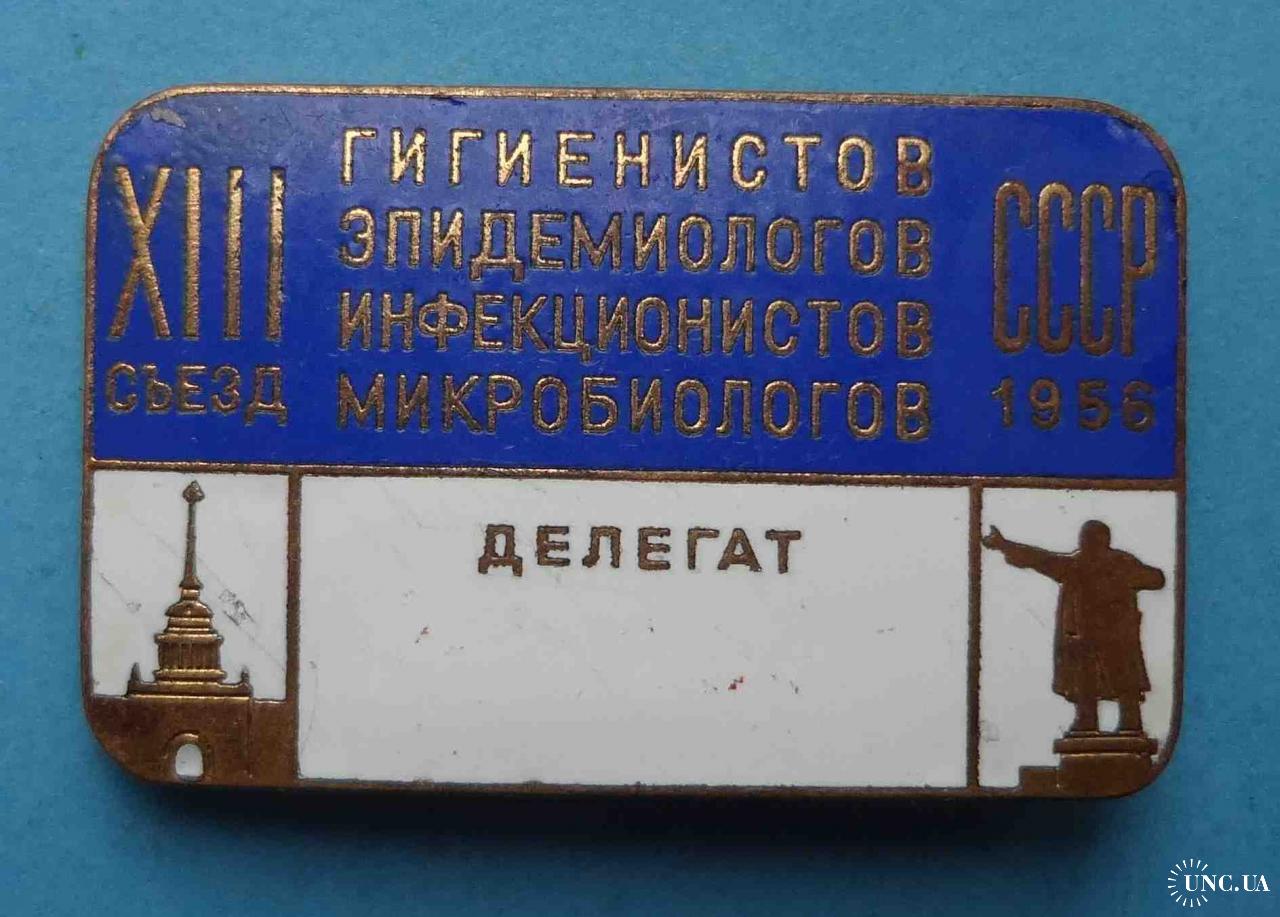 XIII
СЪЕЗД
ГИГИЕНИСТОВ
ЭПИДЕМИОЛОГОВ
ИНФЕКЦИОНИСТОВ
МИКРОБИОЛОГОВ
СССР
1956
ДЕЛЕГАТ
UNC.UA